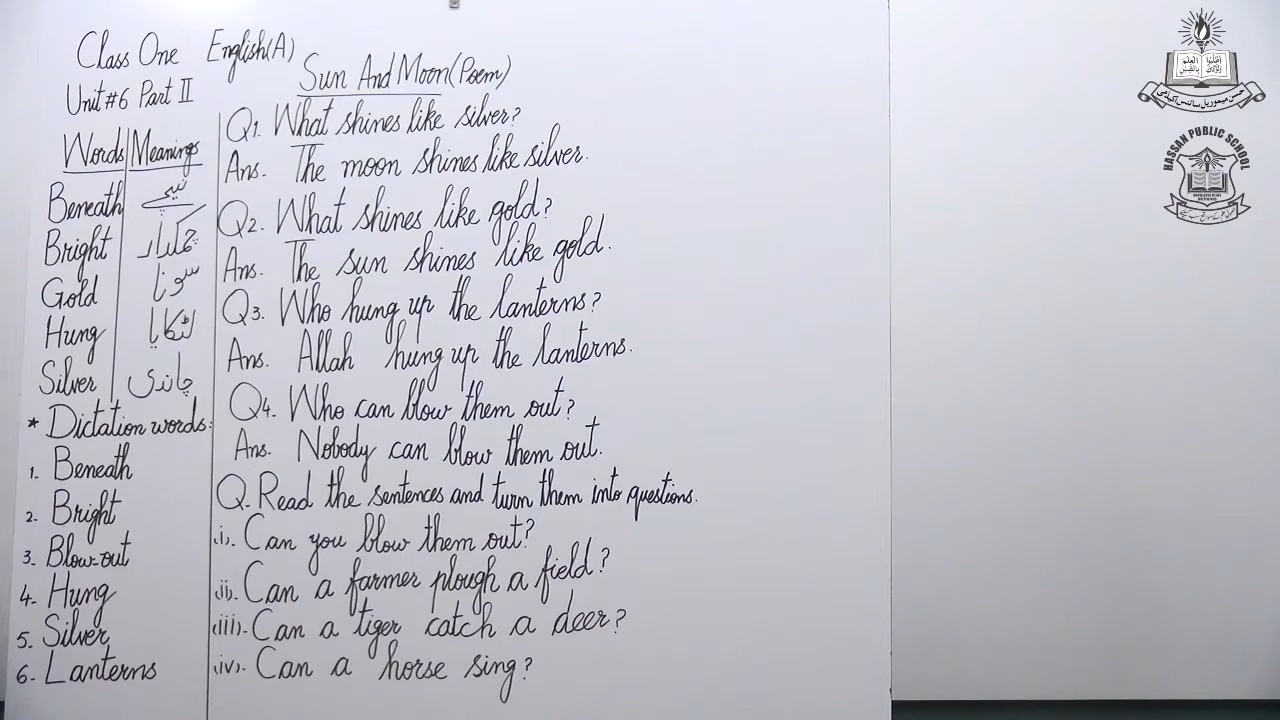 Class One English(A)
Unit#6 Part II
Sun And Moon(Poem)
Words Meanings
Beneath نیچے
Bright چمکدار
Gold سونا
Hung لٹکایا
Silver چاندی
* Dictation words:
1. Beneath
2. Bright
3. Blow-out
4. Hung
5. Silver
6. Lanterns
Q1. What shines like silver?
Ans. The moon shines like silver.
Q2. What shines like gold?
Ans. The sun shines like gold.
Q3. Who hung up the lanterns?
Ans. Allah hung up the lanterns.
Q4. Who can blow them out?
Ans. Nobody can blow them out.
Q. Read the sentences and turn them into questions.
(i). Can you blow them out?
(ii). Can a farmer plough a field?
(iii). Can a tiger catch a deer?
(iv). Can a horse sing?
حسن میموریل سائنس اکیڈمی
HASSAN PUBLIC SCHOOL